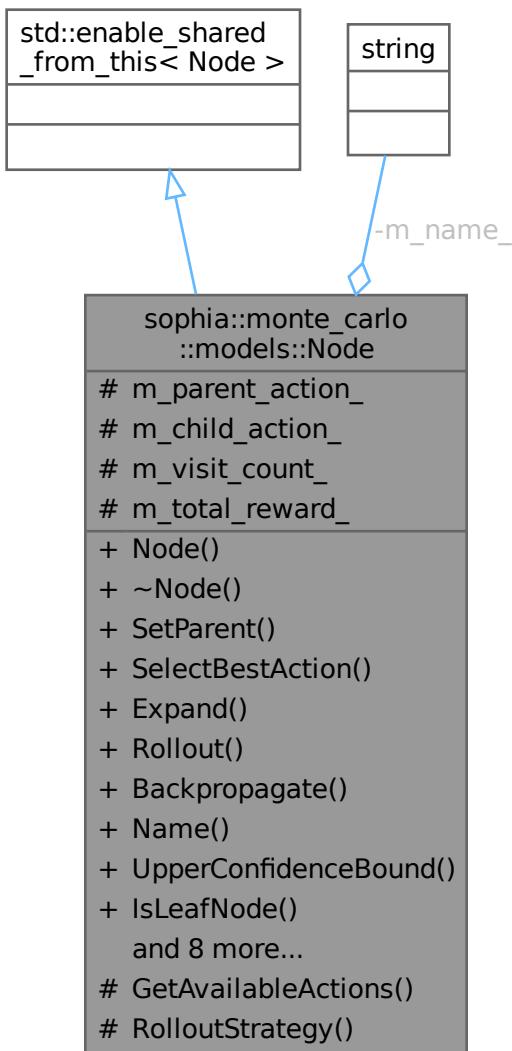 std::enable_shared
_from_this< Node >
string
-m_name_
sophia::monte_carlo
::models::Node
# m_parent_action_
# m_child_action_
# m_visit_count_
# m_total_reward_
+ Node()
+ ~Node()
+ SetParent()
+ SelectBestAction()
+ Expand()
+ Rollout()
+ Backpropagate()
+ Name()
+ UpperConfidenceBound()
+ IsLeafNode()
and 8 more...
# GetAvailableActions()
# RolloutStrategy()